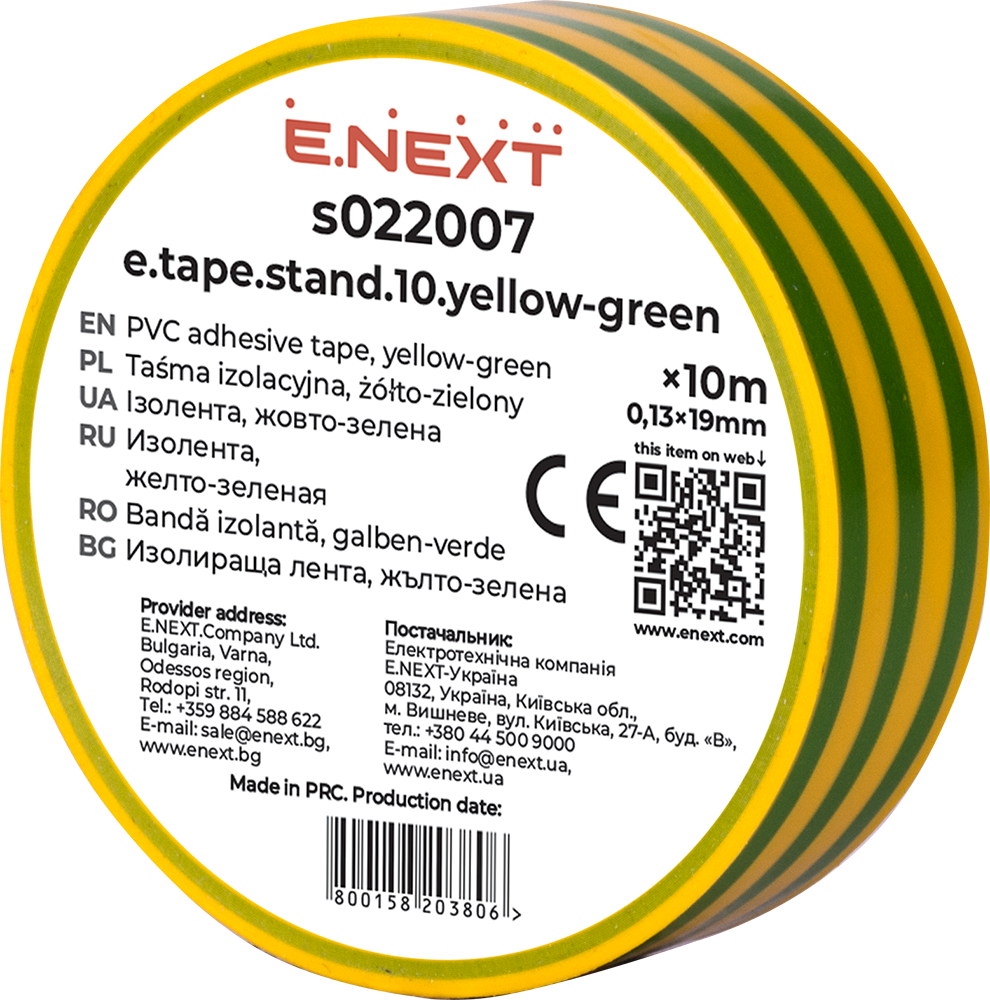 E.NEXT
s022007
e.tape.stand.10.yellow-green
EN PVC adhesive tape, yellow-green
PL Taśma izolacyjna, żółto-zielony
UA Ізолента, жовто-зелена
RU Изолента,
желто-зеленая
RO Bandă izolantă, galben-verde
BG Изолираща лента, жълто-зелена
×10m
0,13×19mm
this item on web↓
CE
www.enext.com
Provider address:
E.NEXT.Company Ltd.
Bulgaria, Varna,
Odessos region,
Rodopi str. 11,
Tel.: +359 884 588 622
E-mail: sale@enext.bg,
www.enext.bg
Постачальник:
Електротехнічна компанія
E.NEXT-Україна
08132, Україна, Київська обл.,
м. Вишневе, вул. Київська, 27-А, буд. «В»,
тел.: +380 44 500 9000
E-mail: info@enext.ua,
www.enext.ua
Made in PRC. Production date:
800158 203806 >